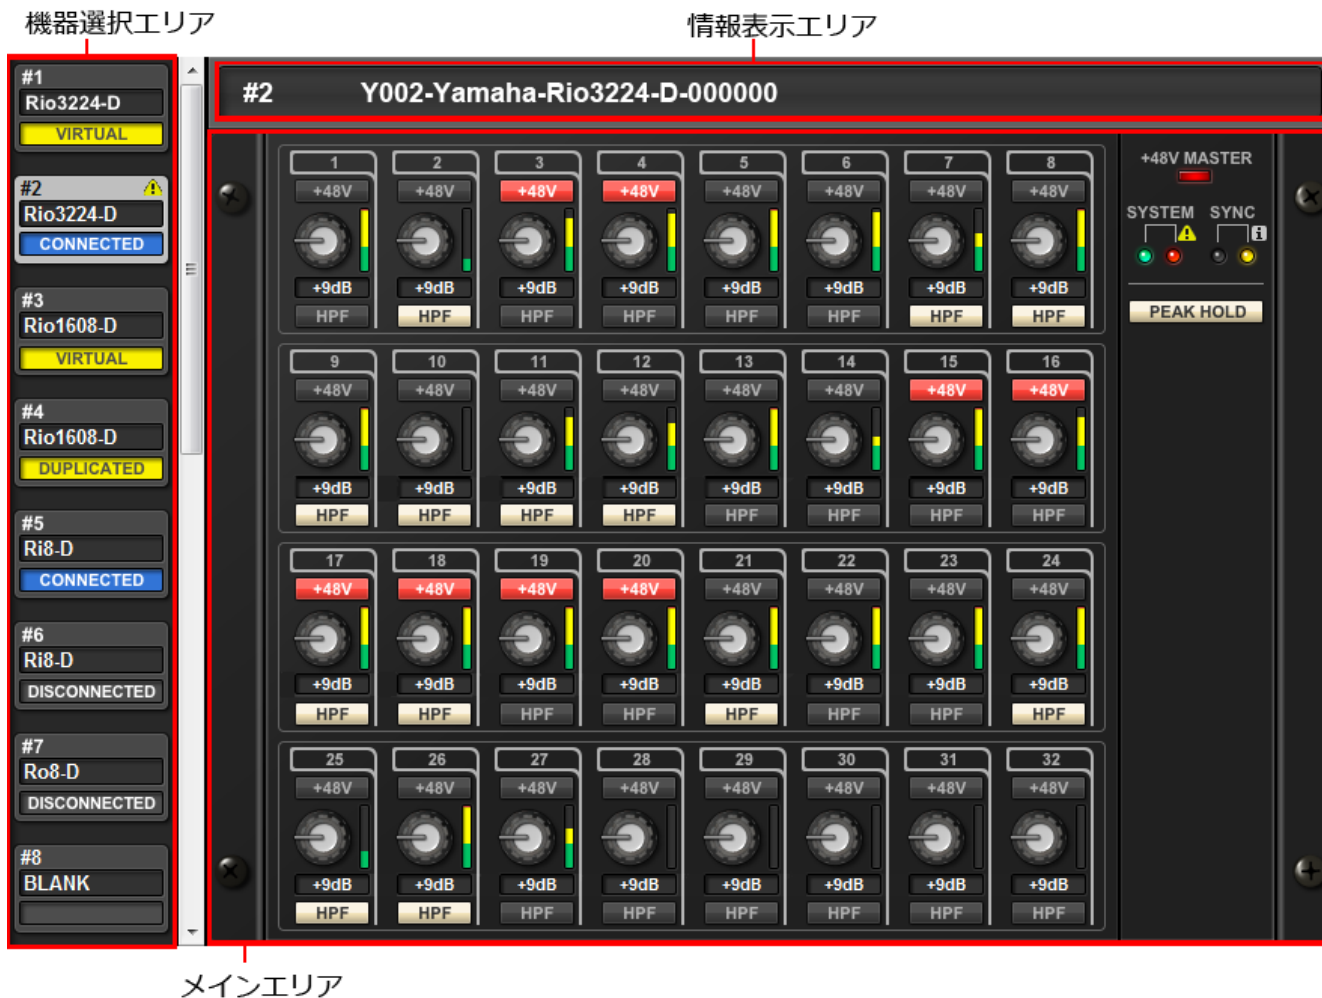 機器選択エリア
情報表示エリア
#1
Rio3224-D
VIRTUAL
#2
Rio3224-D
CONNECTED
#3
Rio1608-D
VIRTUAL
#4
Rio1608-D
DUPLICATED
#5
Ri8-D
CONNECTED
#6
Ri8-D
DISCONNECTED
#7
Ro8-D
DISCONNECTED
#8
BLANK
#2 Y002-Yamaha-Rio3224-D-000000
1 2 3 4 5 6 7 8
+48V +48V +48V +48V +48V +48V +48V +48V
+9dB +9dB +9dB +9dB +9dB +9dB +9dB +9dB
HPF HPF HPF HPF HPF HPF HPF HPF
9 10 11 12 13 14 15 16
+48V +48V +48V +48V +48V +48V +48V +48V
+9dB +9dB +9dB +9dB +9dB +9dB +9dB +9dB
HPF HPF HPF HPF HPF HPF HPF HPF
17 18 19 20 21 22 23 24
+48V +48V +48V +48V +48V +48V +48V +48V
+9dB +9dB +9dB +9dB +9dB +9dB +9dB +9dB
HPF HPF HPF HPF HPF HPF HPF HPF
25 26 27 28 29 30 31 32
+48V +48V +48V +48V +48V +48V +48V +48V
+9dB +9dB +9dB +9dB +9dB +9dB +9dB +9dB
HPF HPF HPF HPF HPF HPF HPF HPF
+48V MASTER
SYSTEM SYNC
PEAK HOLD
メインエリア